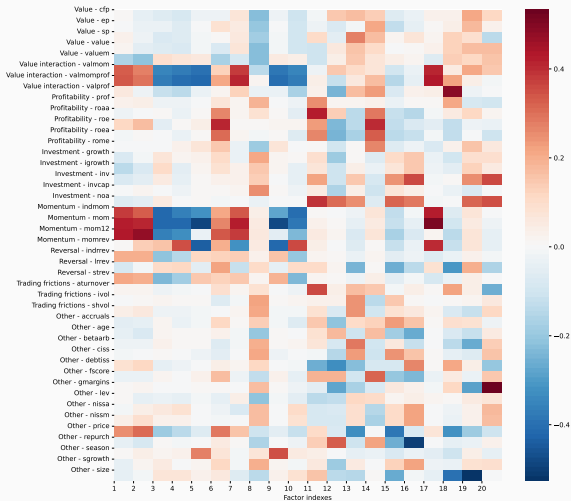 Value - cfp
Value - ep
Value - sp
Value - value
Value - valuem
Value interaction - valmom
Value interaction - valmomprof
Value interaction - valprof
Profitability - prof
Profitability - roaa
Profitability - roe
Profitability - roea
Profitability - rome
Investment - growth
Investment - igrowth
Investment - inv
Investment - invcap
Investment - noa
Momentum - indmom
Momentum - mom
Momentum - mom12
Momentum - momrev
Reversal - indrev
Reversal - lrrev
Reversal - strev
Trading frictions - aturnover
Trading frictions - ivol
Trading frictions - shvol
Other - accruals
Other - age
Other - betaarb
Other - ciss
Other - debtiss
Other - fscore
Other - gmargins
Other - lev
Other - nissa
Other - nissm
Other - price
Other - repurch
Other - season
Other - sgrowth
Other - size
1 2 3 4 5 6 7 8 9 10 11 12 13 14 15 16 17 18 19 20
Factor indexes
0.4
0.2
0.0
−0.2
−0.4